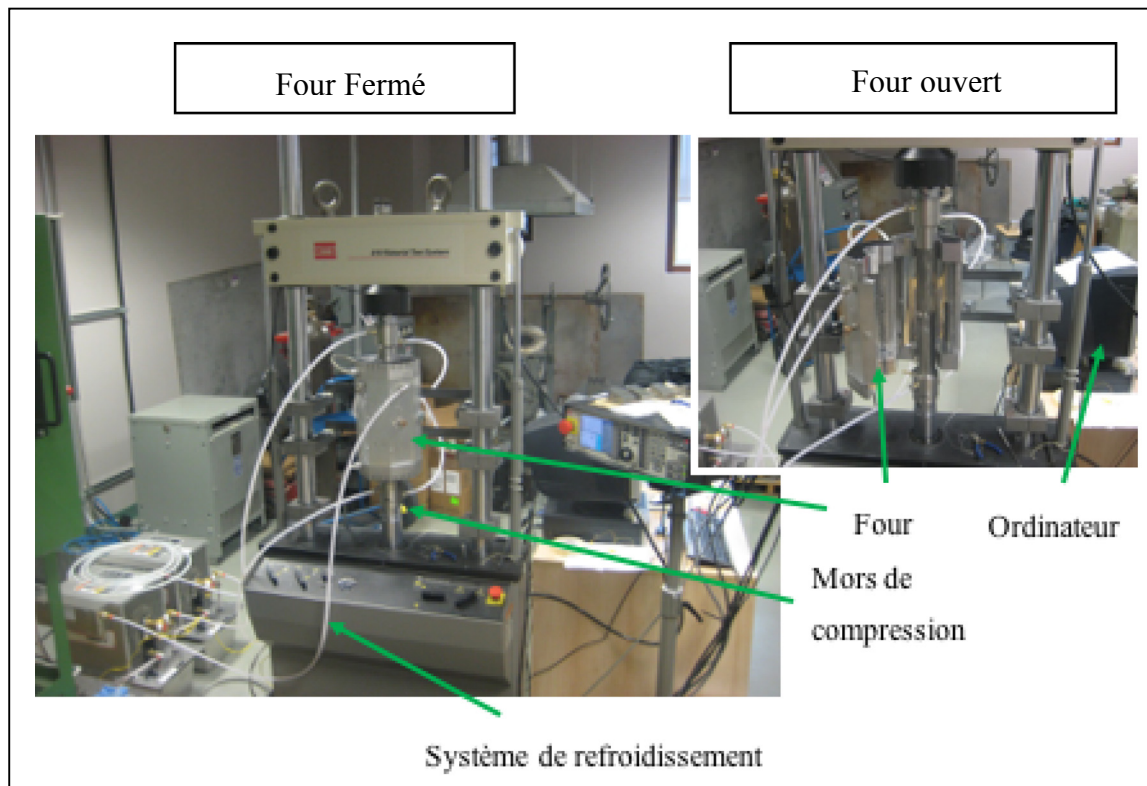 Four Fermé
Four ouvert
Four
Ordinateur
Mors de
compression
Système de refroidissement